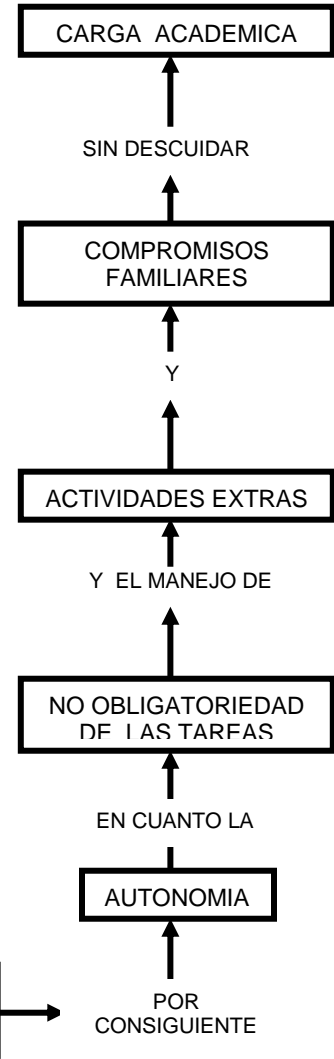 CARGA ACADEMICA
SIN DESCUIDAR
COMPROMISOS
FAMILIARES
Y
ACTIVIDADES EXTRAS
Y EL MANEJO DE
NO OBLIGATORIEDAD
DE LAS TAREAS
EN CUANTO LA
AUTONOMIA
POR
CONSIGUIENTE